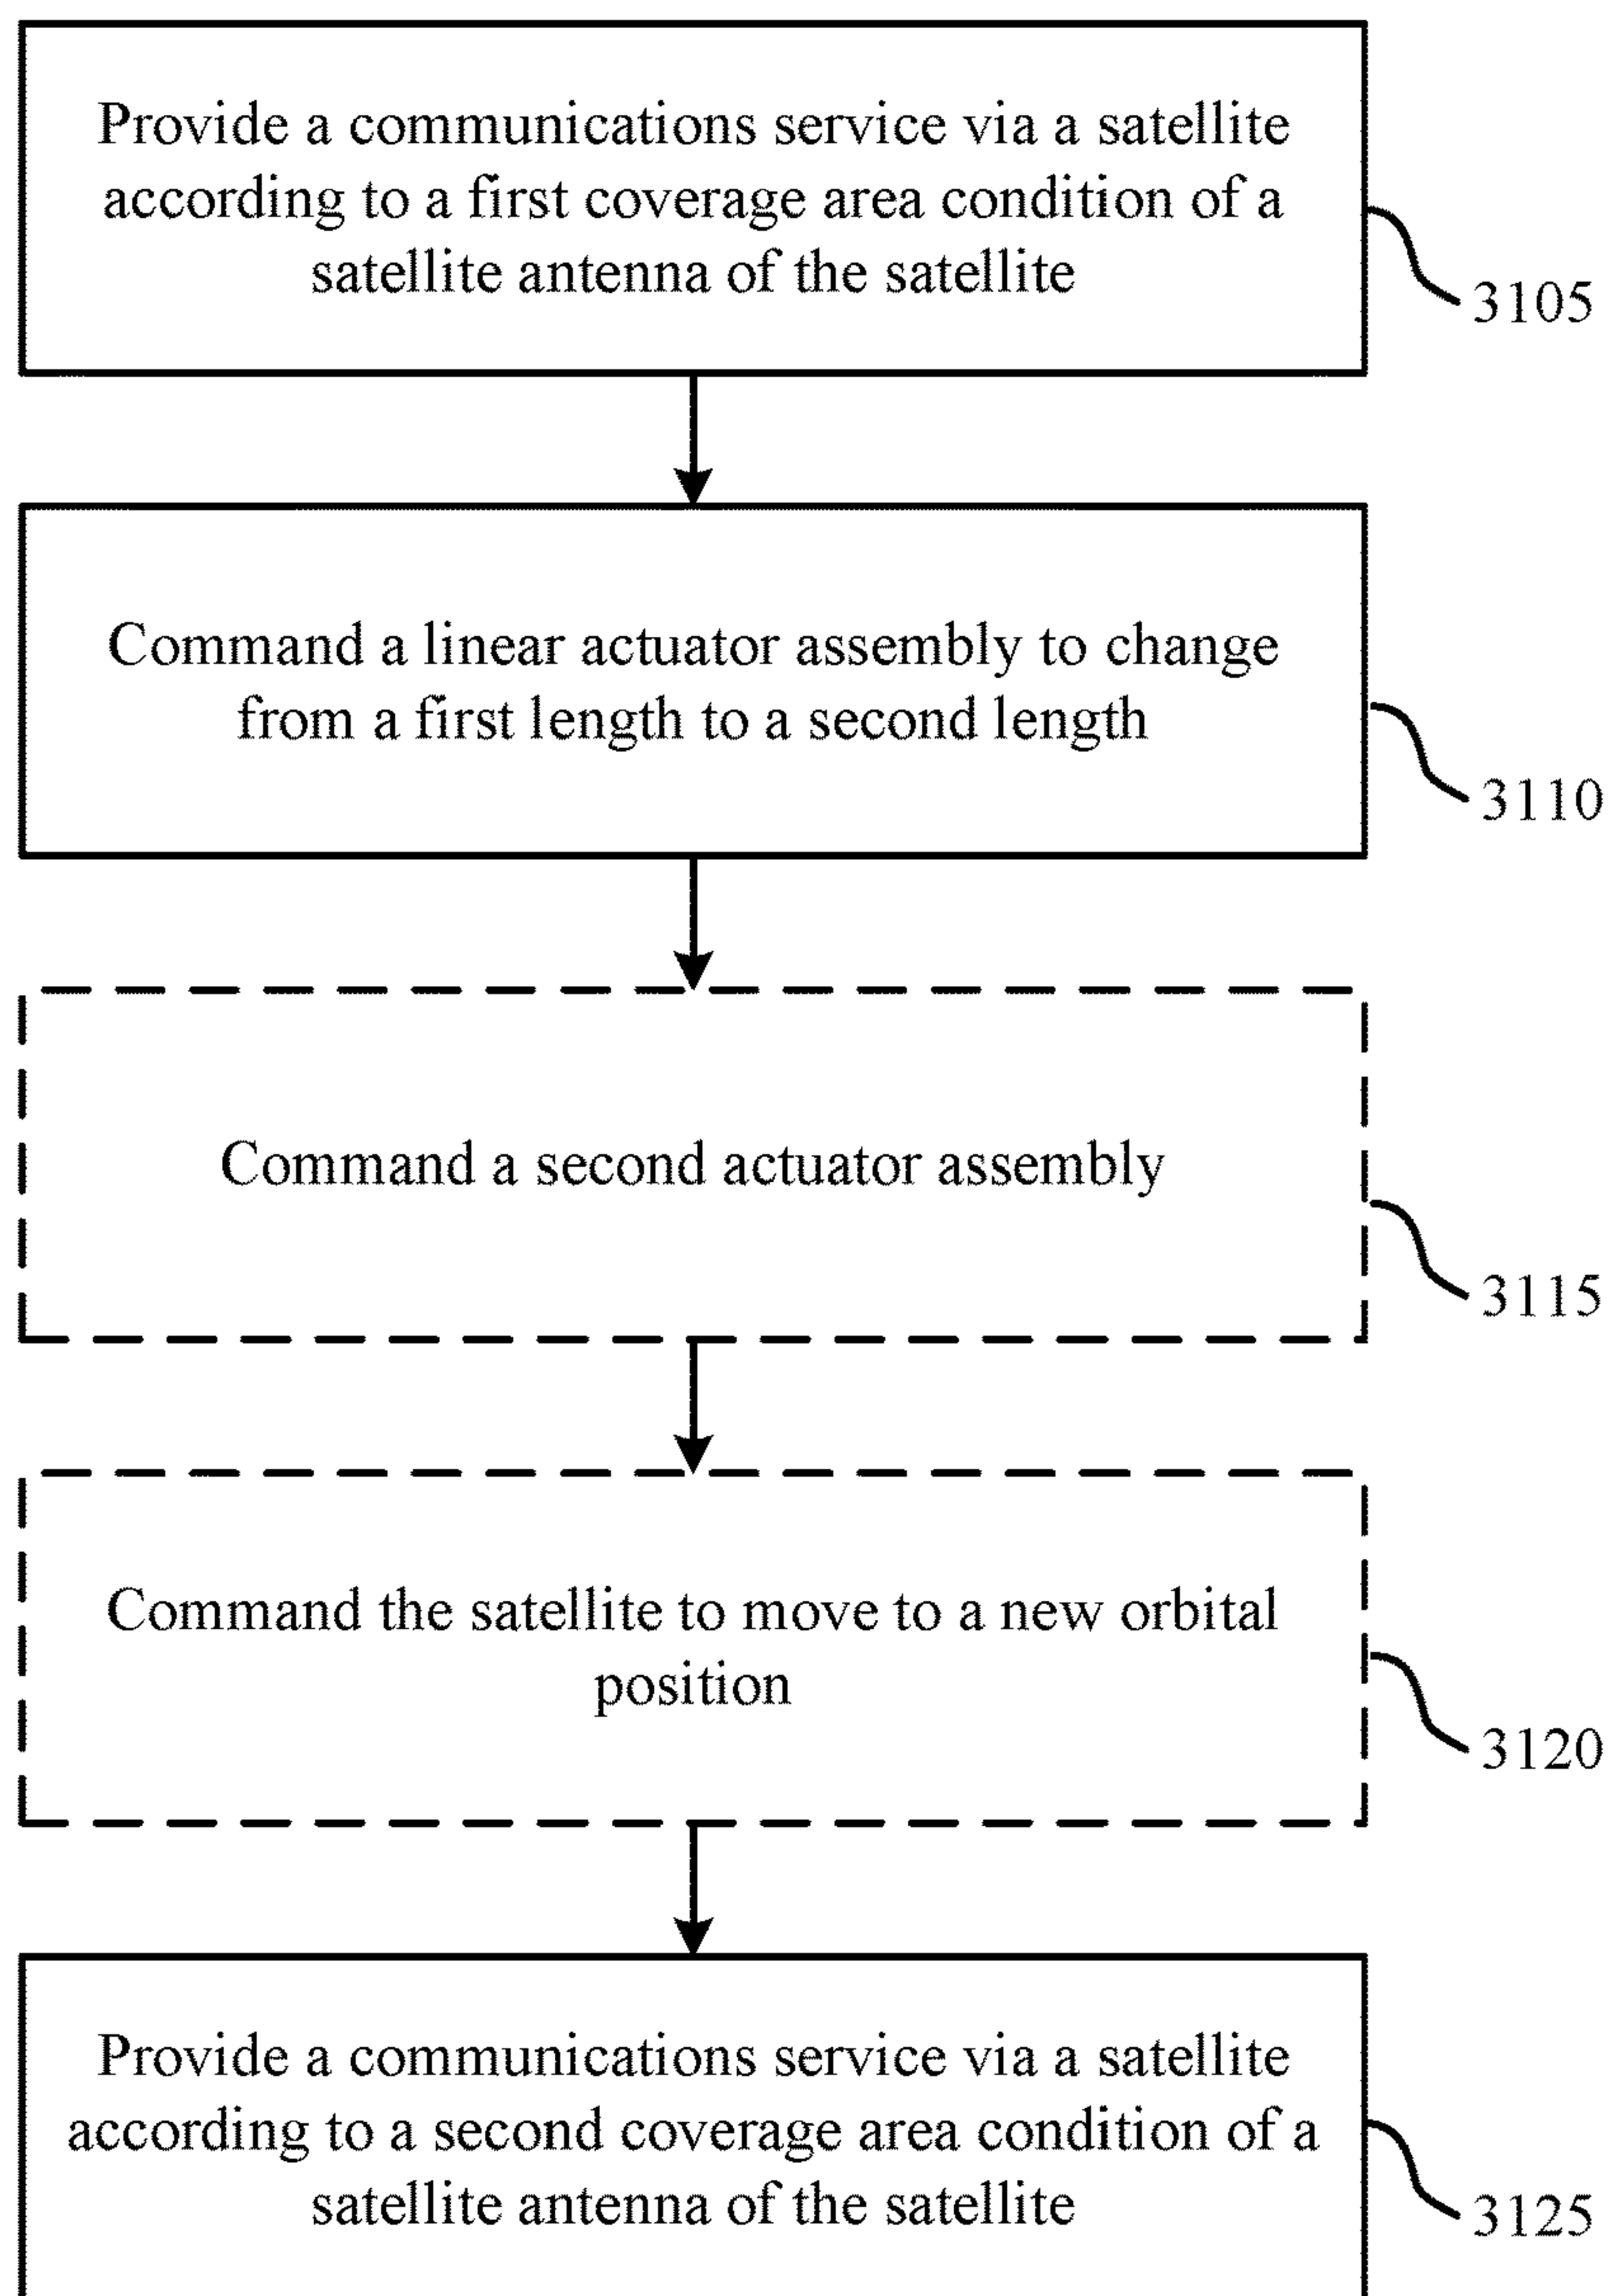 Provide a communications service via a satellite
according to a first coverage area condition of a
satellite antenna of the satellite
3105
Command a linear actuator assembly to change
from a first length to a second length
3110
Command a second actuator assembly
3115
Command the satellite to move to a new orbital
position
3120
Provide a communications service via a satellite
according to a second coverage area condition of a
satellite antenna of the satellite
3125